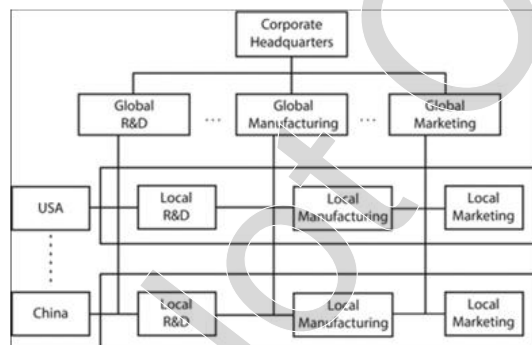 Corporate
Headquarters
Global
R&D
...
Global
Manufacturing
...
Global
Marketing
USA
Local
R&D
Local
Manufacturing
Local
Marketing
China
Local
R&D
Local
Manufacturing
Local
Marketing